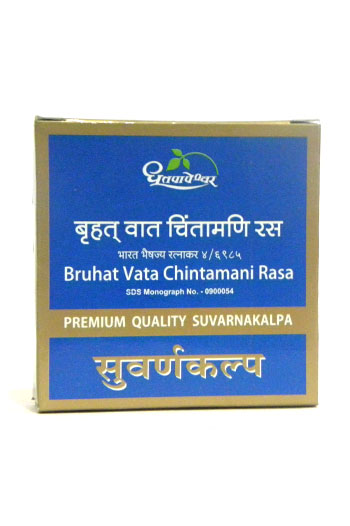 धूतपापेश्वर
बृहत् वात चिंतामणि रस
भारत भैषज्य रत्नाकर ४/६९८५
Bruhat Vata Chintamani Rasa
SDS Monograph No. - 0900054
PREMIUM QUALITY SUVARNAKALPA
सुवर्णकल्प